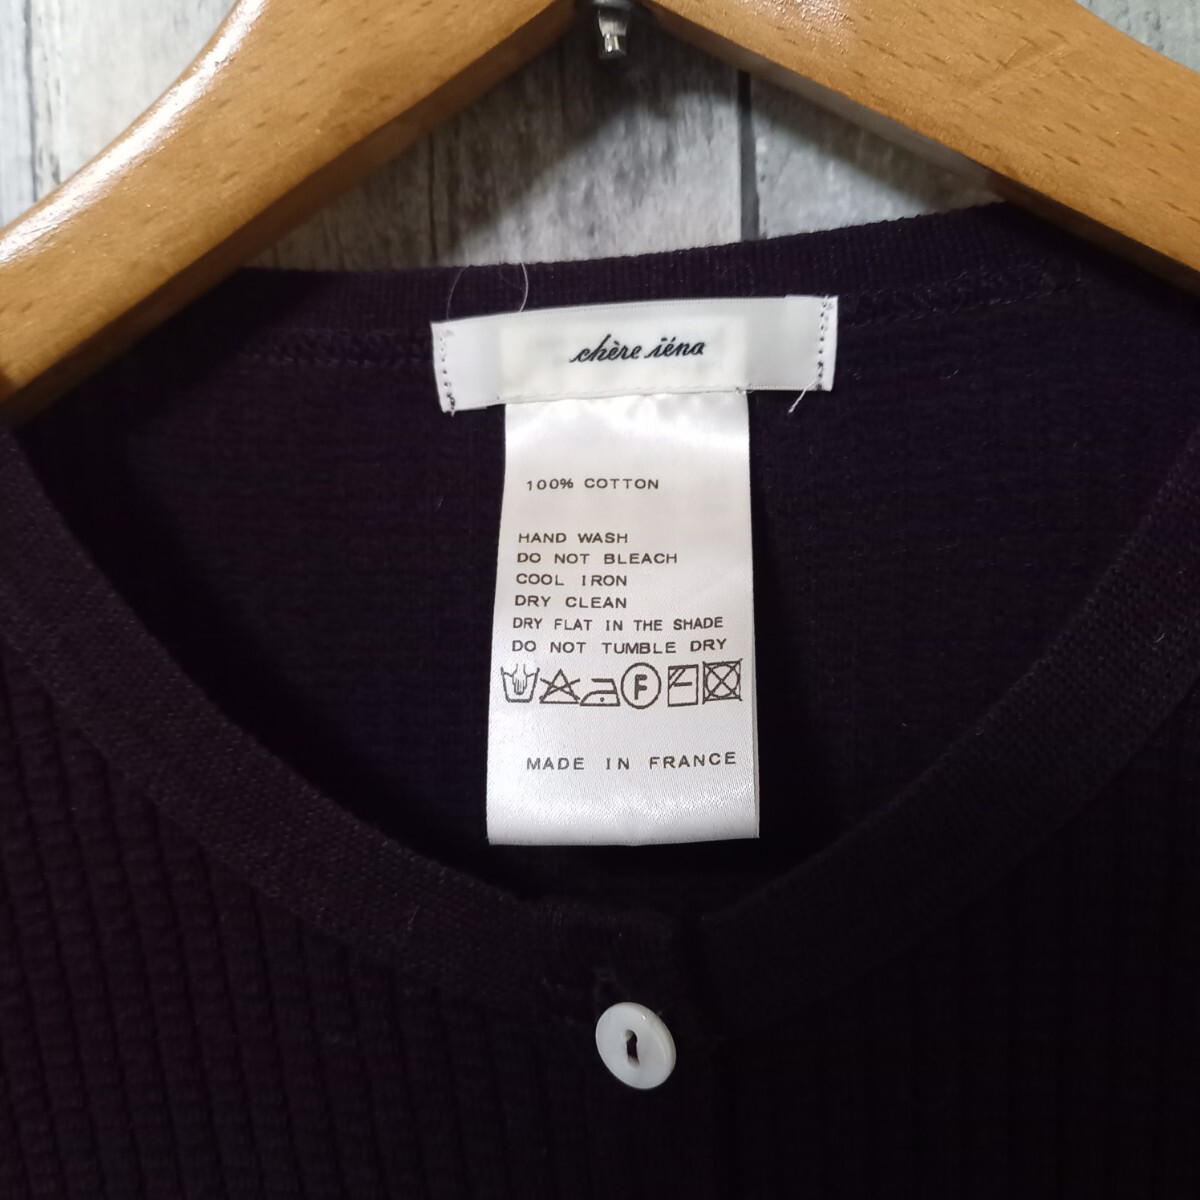 chère iéna
100% COTTON
HAND WASH
DO NOT BLEACH
COOL IRON
DRY CLEAN
DRY FLAT IN THE SHADE
DO NOT TUMBLE DRY
F
MADE IN FRANCE